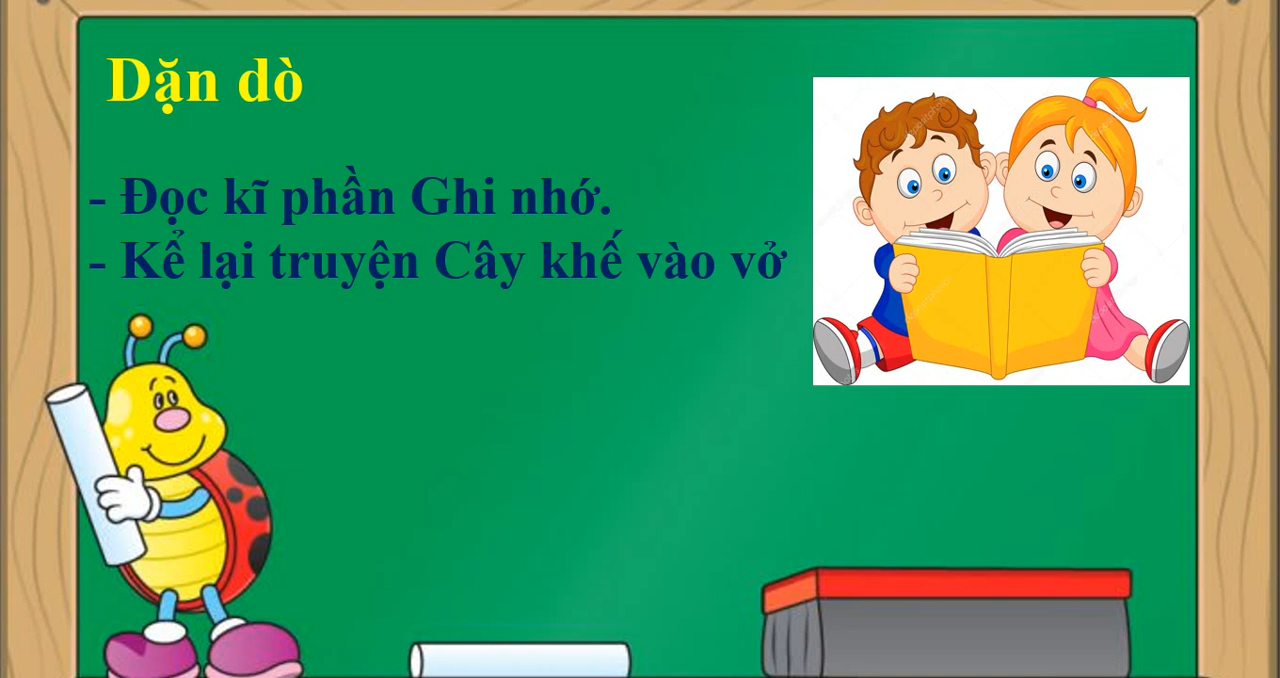 Dặn dò
- Đọc kĩ phần Ghi nhớ.
- Kể lại truyện Cây khế vào vở